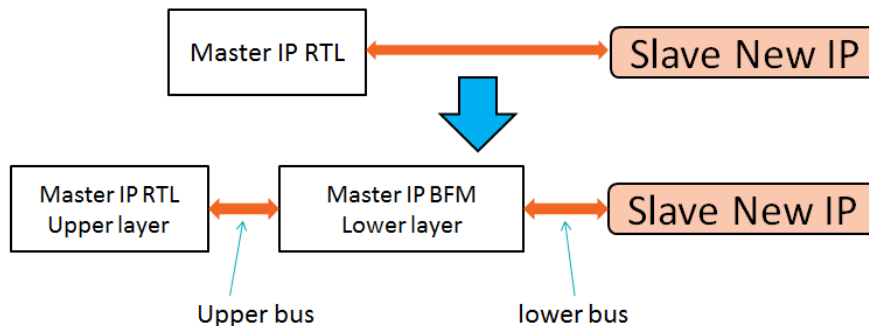 Master IP RTL
Slave New IP
Master IP RTL
Upper layer
Master IP BFM
Lower layer
Slave New IP
Upper bus
lower bus